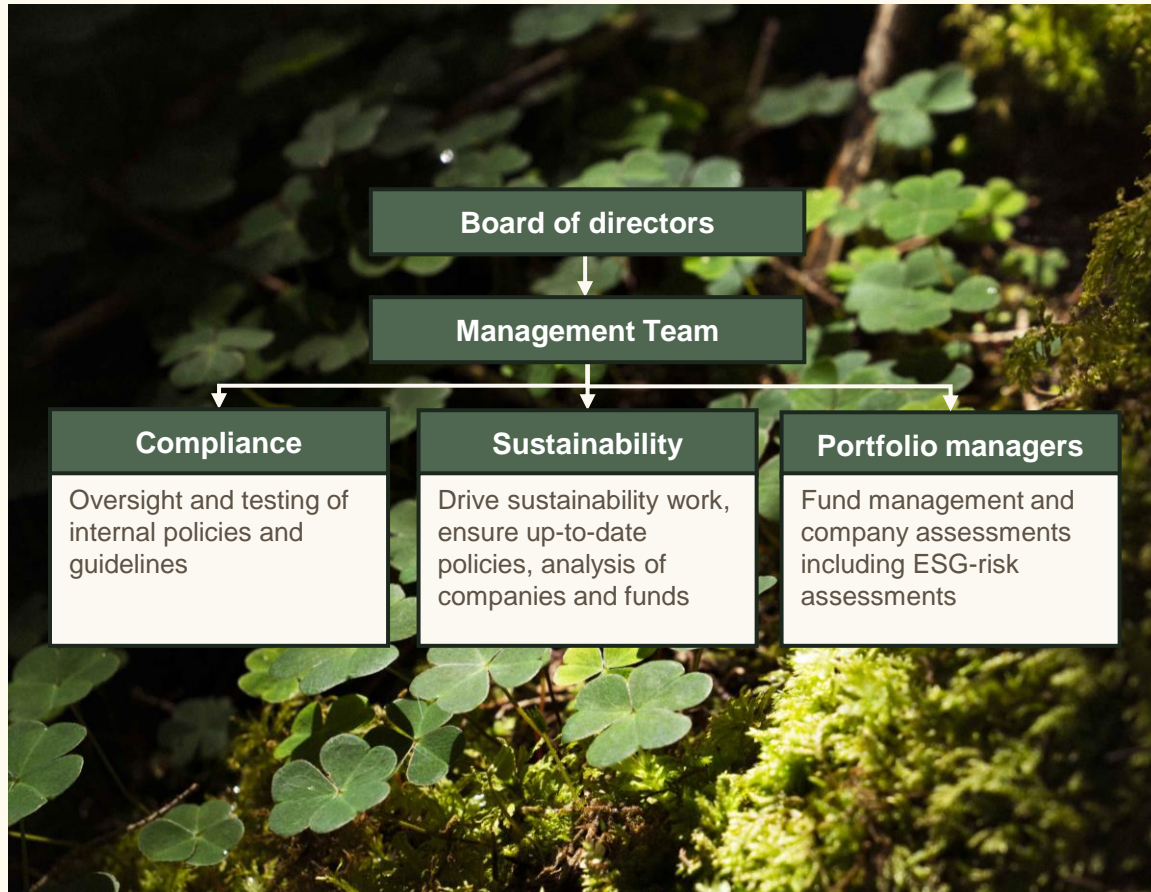 Board of directors
Management Team
Compliance
Oversight and testing of
internal policies and
guidelines
Sustainability
Drive sustainability work,
ensure up-to-date
policies, analysis of
companies and funds
Portfolio managers
Fund management and
company assessments
including ESG-risk
assessments